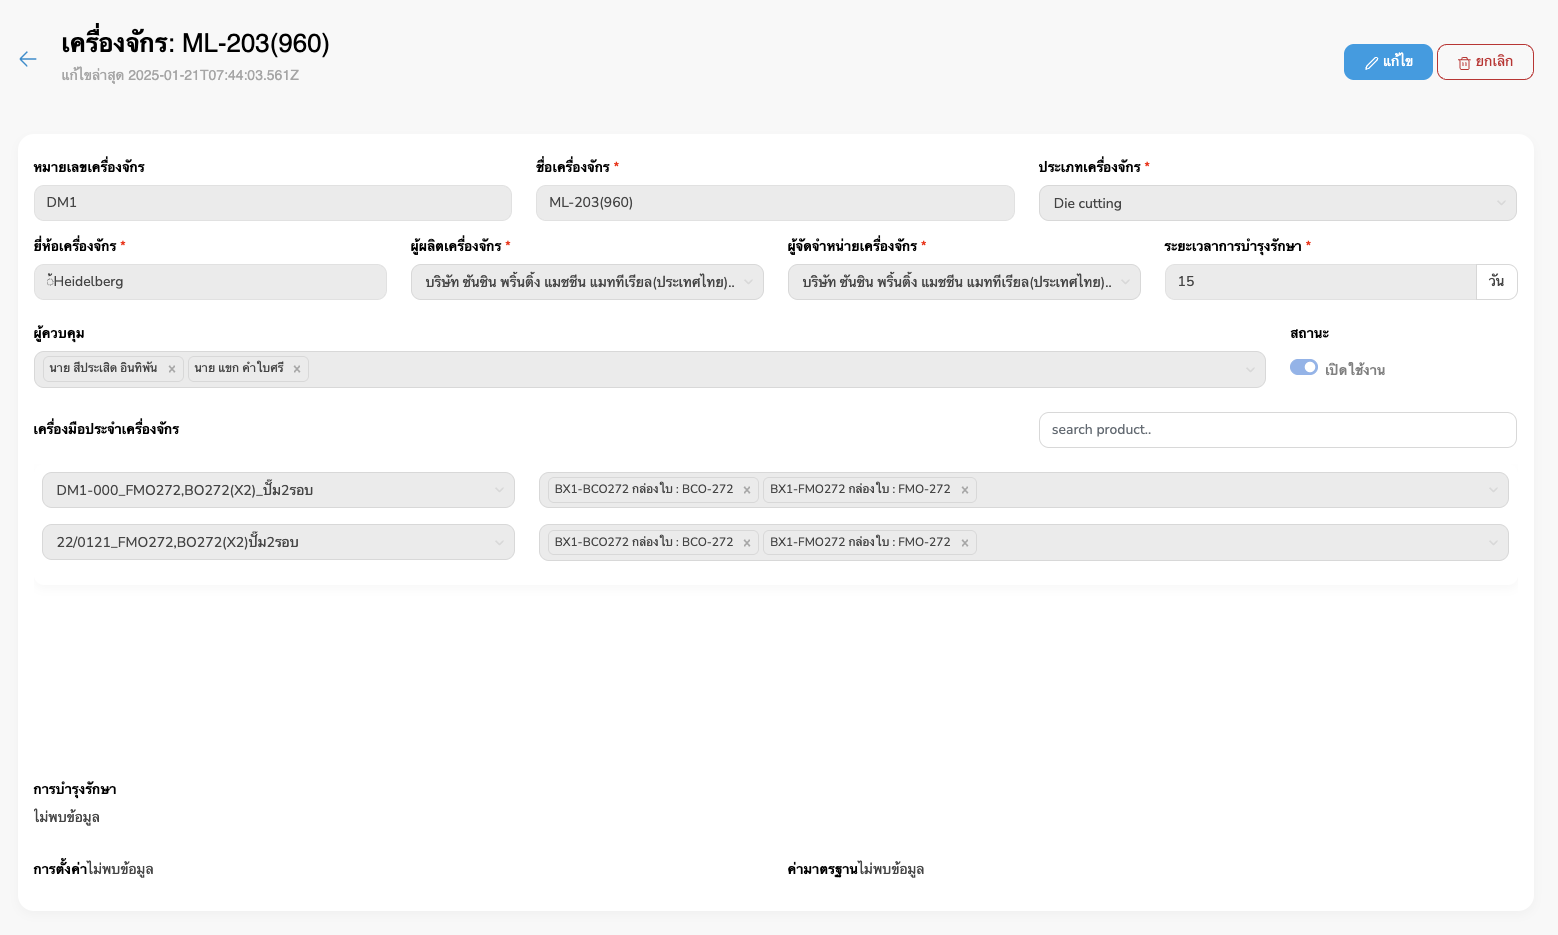 เครื่องจักร: ML-203(960)
แก้ไขล่าสุด 2025-01-21T07:44:03.561Z
แก้ไข
ยกเลิก
หมายเลขเครื่องจักร
ชื่อเครื่องจักร *
ประเภทเครื่องจักร *
DM1
ML-203(960)
Die cutting
ยี่ห้อเครื่องจักร *
ผู้ผลิตเครื่องจักร *
ผู้จัดจำหน่ายเครื่องจักร *
ระยะเวลาการบำรุงรักษา *
Heidelberg
บริษัท ซันซิน พริ้นติ้ง แมชชีน แมททีเรียล(ประเทศไทย)..
บริษัท ซันซิน พริ้นติ้ง แมชชีน แมททีเรียล(ประเทศไทย)..
15 วัน
ผู้ควบคุม
สถานะ
นาย สีประเสิด อินทิพัน ×
นาย แขก คำใบศรี ×
เปิดใช้งาน
เครื่องมือประจำเครื่องจักร
search product..
DM1-000_FMO272,BO272(X2)_ปั๊ม2รอบ
BX1-BCO272 กล่องใบ : BCO-272 × BX1-FMO272 กล่องใบ : FMO-272 ×
22/0121_FMO272,BO272(X2)ปั๊ม2รอบ
BX1-BCO272 กล่องใบ : BCO-272 × BX1-FMO272 กล่องใบ : FMO-272 ×
การบำรุงรักษา
ไม่พบข้อมูล
การตั้งค่าไม่พบข้อมูล
ค่ามาตรฐานไม่พบข้อมูล